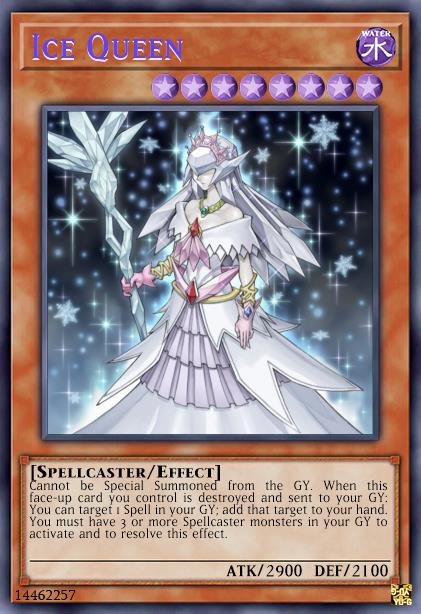 Ice Queen
WATER
水
[Spellcaster/Effect]
Cannot be Special Summoned from the GY. When this
face-up card you control is destroyed and sent to your GY:
You can target 1 Spell in your GY; add that target to your hand.
You must have 3 or more Spellcaster monsters in your GY to
activate and to resolve this effect.
ATK/2900 DEF/2100
14462257